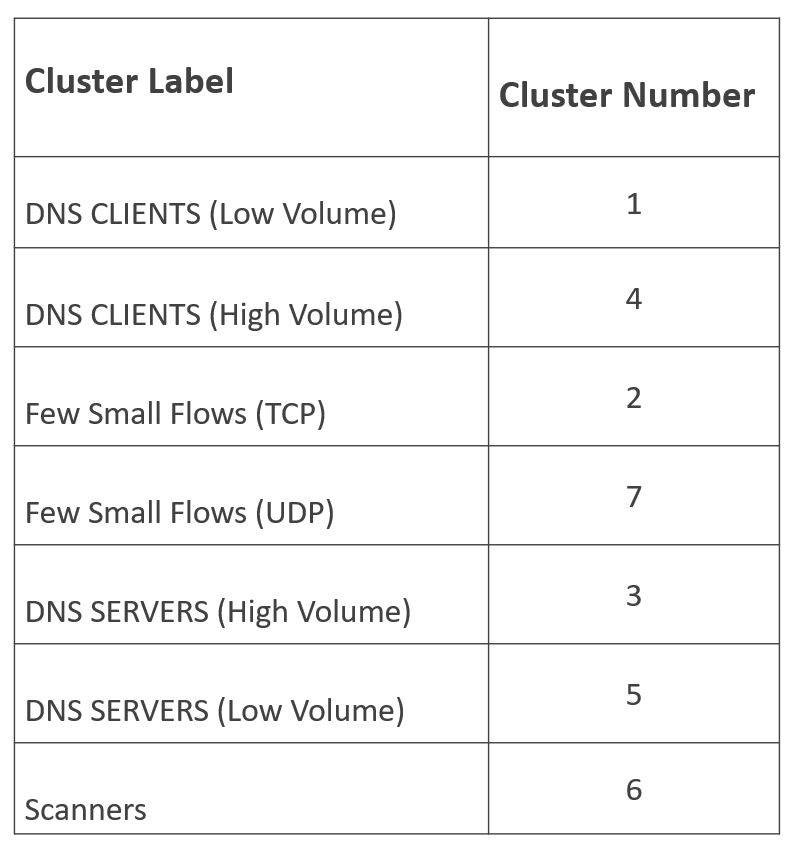 Cluster Label
Cluster Number
DNS CLIENTS (Low Volume)
1
DNS CLIENTS (High Volume)
4
Few Small Flows (TCP)
2
Few Small Flows (UDP)
7
DNS SERVERS (High Volume)
3
DNS SERVERS (Low Volume)
5
Scanners
6